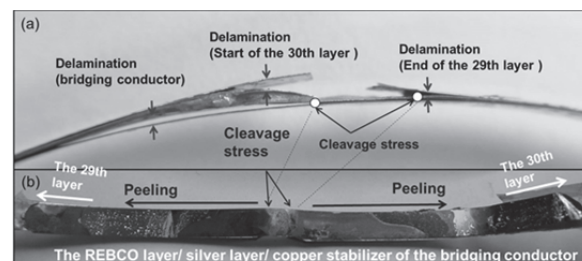 (a)
Delamination
(bridging conductor)
Delamination
(Start of the 30th layer )
Delamination
(End of the 29th layer )
Cleavage
stress
Cleavage stress
(b)
The 29th
layer
Peeling
Peeling
The 30th
layer
The REBCO layer/ silver layer/ copper stabilizer of the bridging conductor